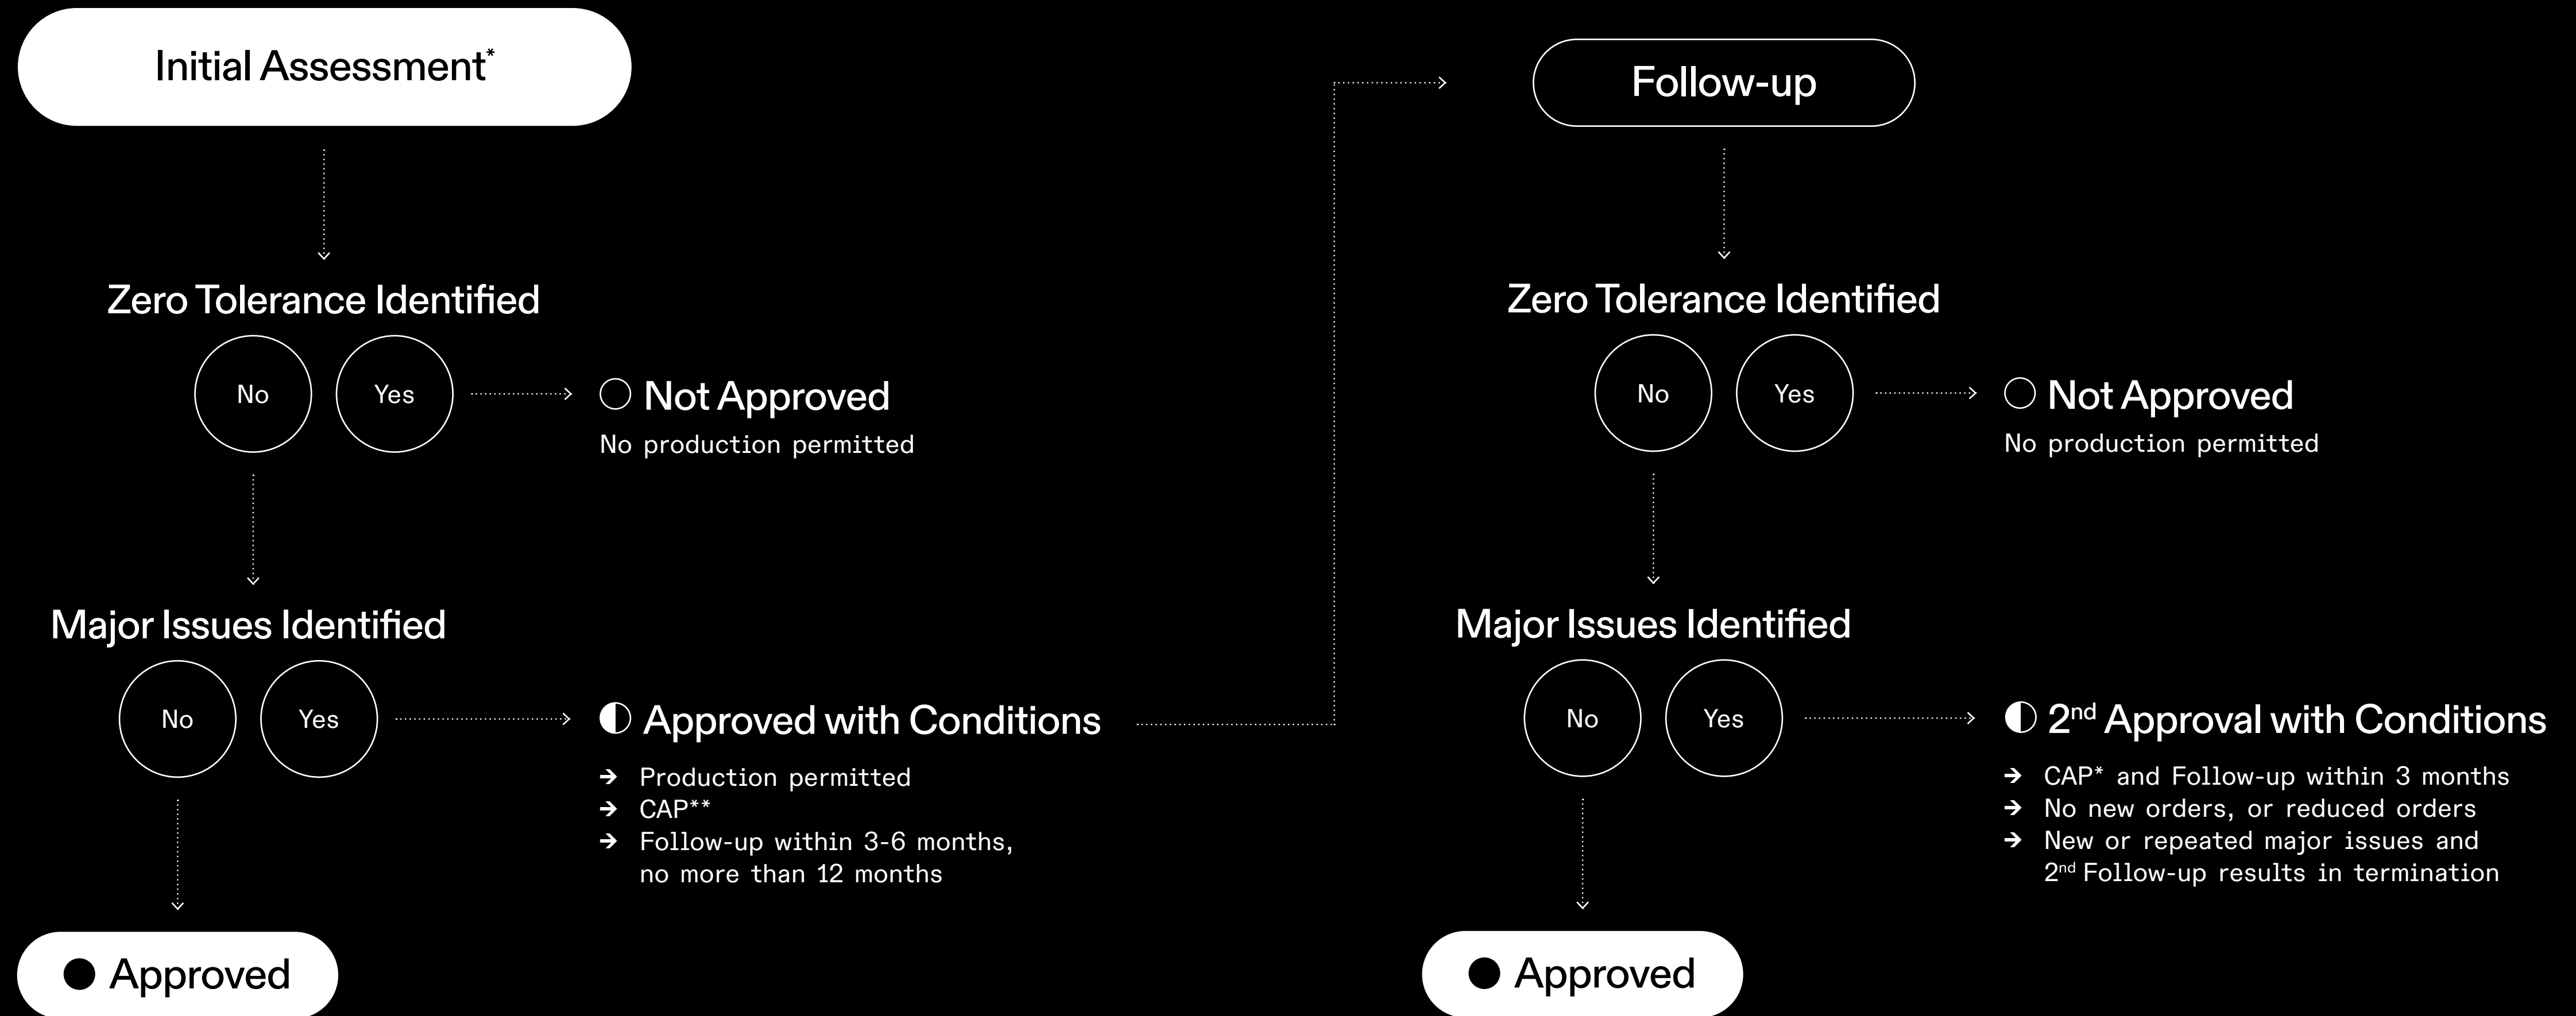 Initial Assessment*
Zero Tolerance Identified
No
Yes
Not Approved
No production permitted
Major Issues Identified
No
Yes
Approved with Conditions
→ Production permitted
→ CAP**
→ Follow-up within 3-6 months,
no more than 12 months
Approved
Follow-up
Zero Tolerance Identified
No
Yes
Not Approved
No production permitted
Major Issues Identified
No
Yes
2nd Approval with Conditions
→ CAP* and Follow-up within 3 months
→ No new orders, or reduced orders
→ New or repeated major issues and
2nd Follow-up results in termination
Approved